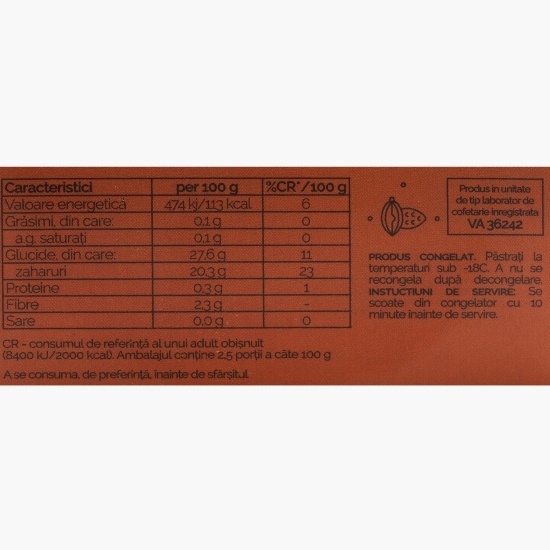 Caracteristici per 100 g %CR*/100 g
Valoare energetica 474 kj/113 kcal 6
Grăsimi, din care: 0,1 g 0
a.g. saturați 0,1 g 0
Glucide, din care: 27,6 g 11
zaharuri 20,3 g 23
Proteine 0,3 g 1
Fibre 2,3 g -
Sare 0,0 g 0
CR - consumul de referință al unui adult obișnuit
(8400 kJ/2000 kcal). Ambalajul conține 2,5 porții a câte 100 g
A se consuma, de preferință, înainte de sfârșitul
Produs in unitate
de tip laborator de
cofetarie inregistrata
VA 36242
PRODUS CONGELAT. Păstrați la
temperaturi sub -18C. A nu se
recongela după decongelare.
INSTUCTIUNI DE SERVIRE: Se
scoate din congelator cu 10
minute înainte de servire.